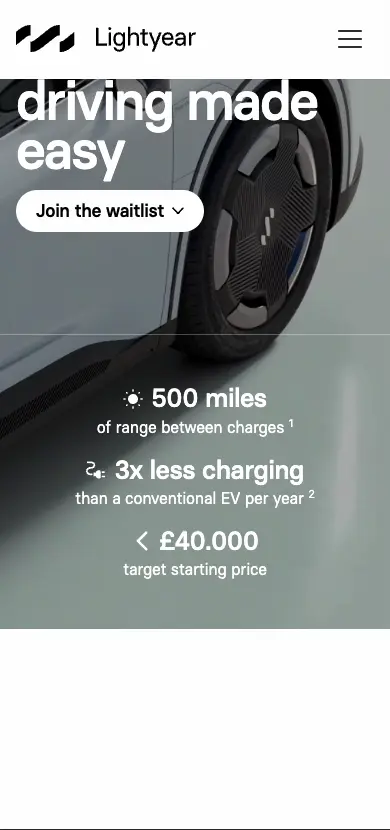 Lightyear
driving made
easy
Join the waitlist
500 miles
of range between charges ¹
3x less charging
than a conventional EV per year ²
< £40.000
target starting price